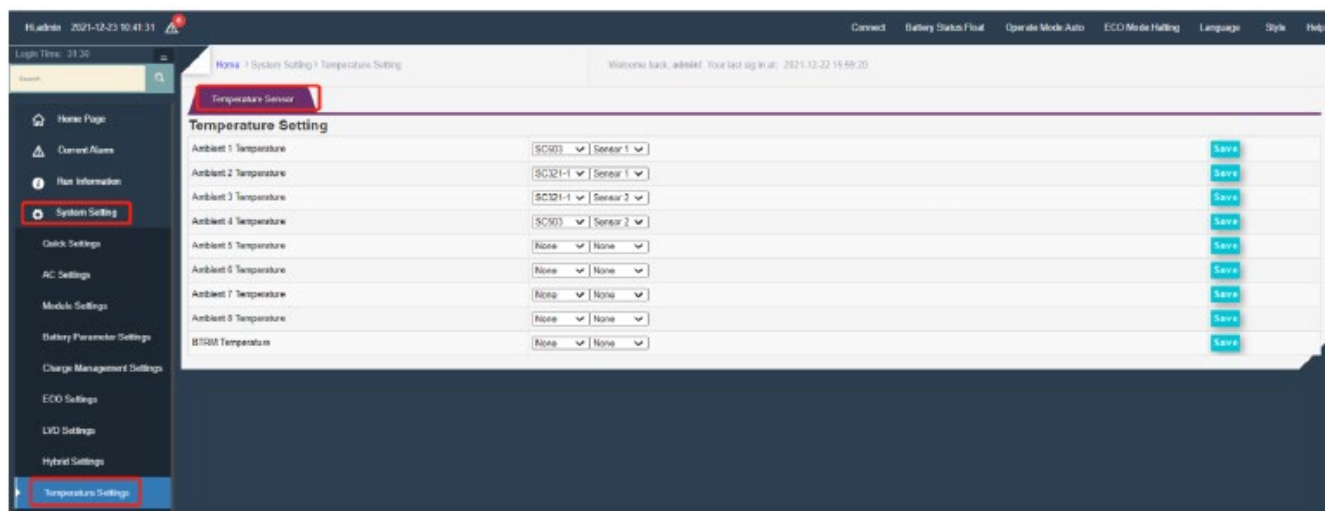 Hi,admin 2021-12-23 10:41:31
Connect Battery Status:Float Operate Mode:Auto ECO Mode:Halting Language Style Help
Login Time: 31:30
Search
Home > System Setting > Temperature Setting
Welcome back, admin! Your last sig in at: 2021-12-22
Temperature Sensor
Home Page
Current Alarm
Run Information
System Setting
Quick Settings
AC Settings
Module Settings
Battery Parameter Settings
Charge Management Settings
ECO Settings
LVD Settings
Hybrid Settings
Temperature Settings
Temperature Setting
Ambient 1 Temperature SC503 Sensor 1 Save
Ambient 2 Temperature SC321-1 Sensor 1 Save
Ambient 3 Temperature SC321-1 Sensor 2 Save
Ambient 4 Temperature SC503 Sensor 2 Save
Ambient 5 Temperature None None Save
Ambient 6 Temperature None None Save
Ambient 7 Temperature None None Save
Ambient 8 Temperature None None Save
BTRM Temperature None None Save